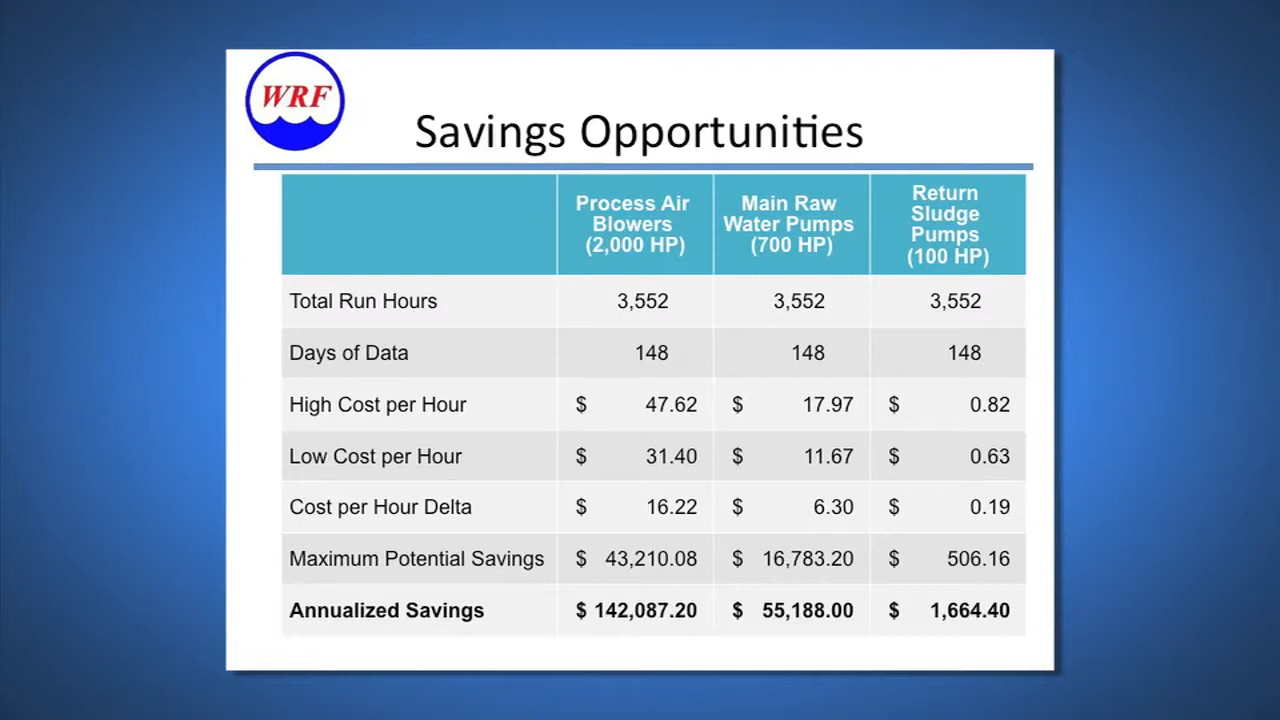 WRF
Savings Opportunities
Process Air
Blowers
(2,000 HP)
Main Raw
Water Pumps
(700 HP)
Return
Sludge
Pumps
(100 HP)
Total Run Hours 3,552 3,552 3,552
Days of Data 148 148 148
High Cost per Hour $ 47.62 $ 17.97 $ 0.82
Low Cost per Hour $ 31.40 $ 11.67 $ 0.63
Cost per Hour Delta $ 16.22 $ 6.30 $ 0.19
Maximum Potential Savings $ 43,210.08 $ 16,783.20 $ 506.16
Annualized Savings $ 142,087.20 $ 55,188.00 $ 1,664.40